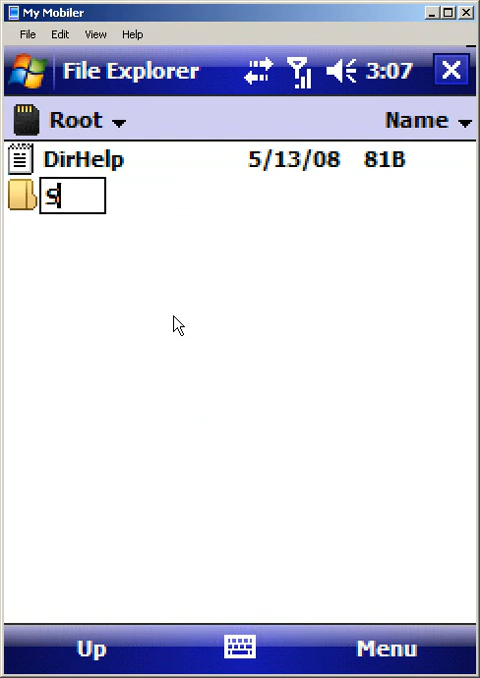 My Mobiler
File Edit View Help
File Explorer 3:07
Root Name
DirHelp 5/13/08 81B
S
Up Menu